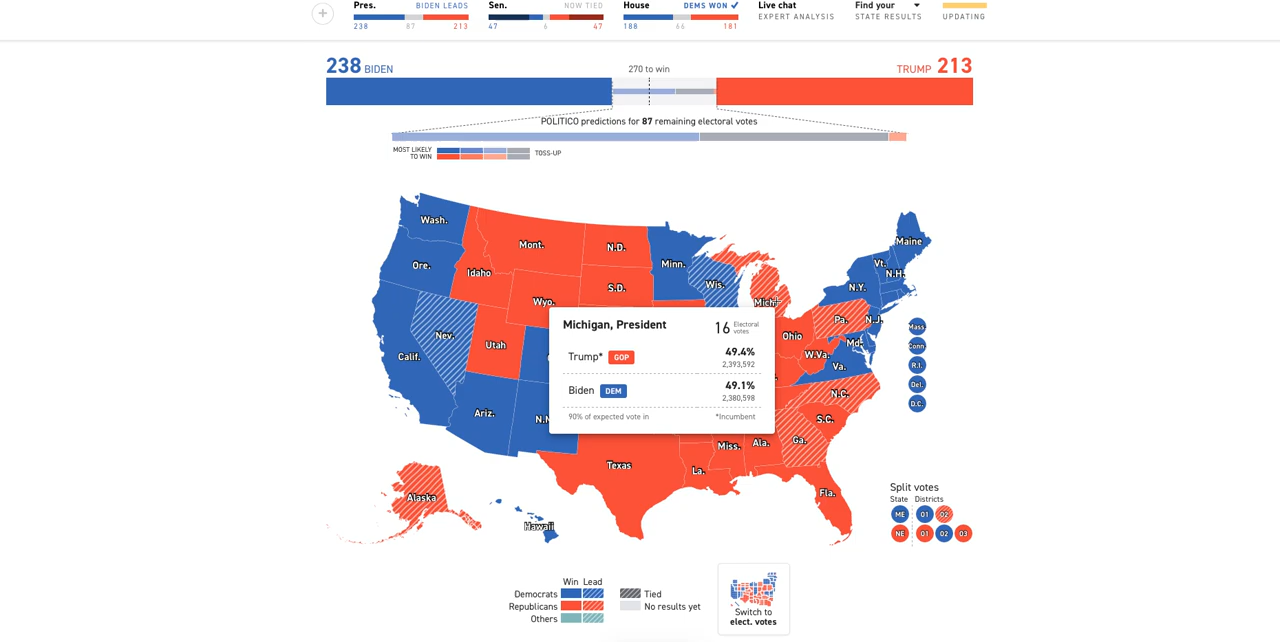 Pres. BIDEN LEADS
238 87 213
Sen. NOW TIED
47 6 47
House DEMS WON ✓
188 66 181
Live chat
EXPERT ANALYSIS
Find your
STATE RESULTS
UPDATING
238 BIDEN
270 to win
TRUMP 213
POLITICO predictions for 87 remaining electoral votes
MOST LIKELY
TO WIN
TOSS-UP
Wash.
Mont.
N.D.
Maine
Ore.
Idaho
Minn.
Vt.
N.H.
S.D.
Wis.
N.Y.
Wyo.
Mich.
Nev.
Utah
Ohio
Pa.
N.J.
Mass.
Calif.
Md.
Conn.
W.Va.
Va.
R.I.
Del.
N.C.
D.C.
Ariz.
N.M
S.C.
Miss.
Ala.
Ga.
Texas
La.
Fla.
Alaska
Hawaii
Michigan, President
16 Electoral
votes
Trump* GOP 49.4%
2,393,592
Biden DEM 49.1%
2,380,598
90% of expected vote in *Incumbent
Split votes
State Districts
ME 01 02
NE 01 02 03
Win Lead
Democrats
Republicans
Others
Tied
No results yet
Switch to
elect. votes